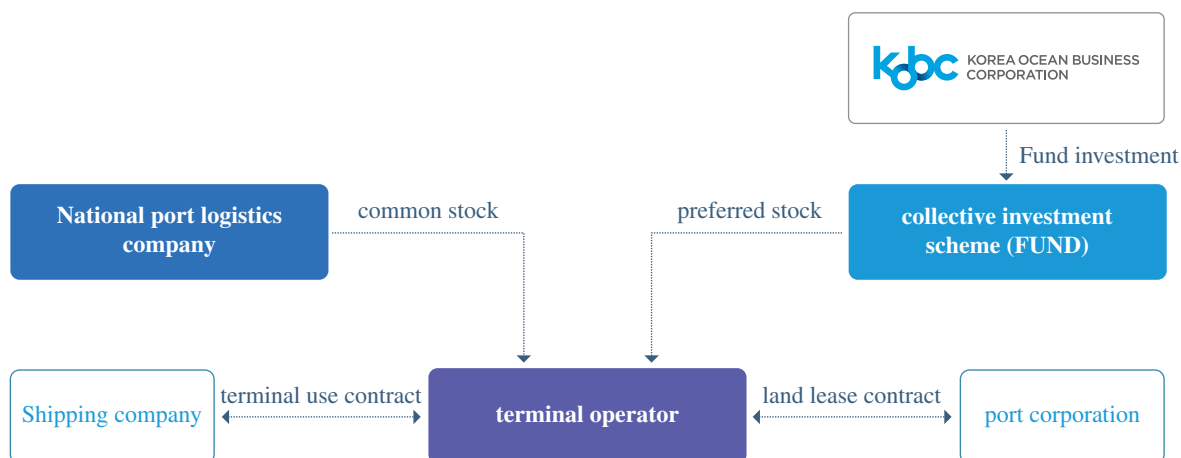 kobc KOREA OCEAN BUSINESS
CORPORATION
Fund investment
National port logistics
company
common stock
preferred stock
collective investment
scheme (FUND)
Shipping company
terminal use contract
terminal operator
land lease contract
port corporation